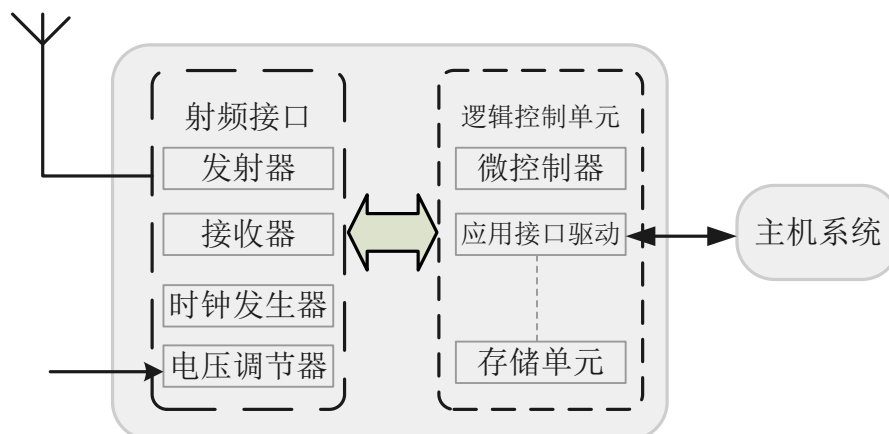 射频接口
发射器
接收器
时钟发生器
电压调节器
逻辑控制单元
微控制器
应用接口驱动
存储单元
主机系统